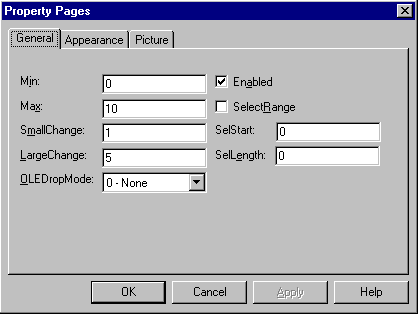 Property Pages
General Appearance Picture
Min: 0 Enabled
Max: 10 SelectRange
SmallChange: 1 SelStart: 0
LargeChange: 5 SelLength: 0
OLEDropMode: 0 - None
OK Cancel Apply Help